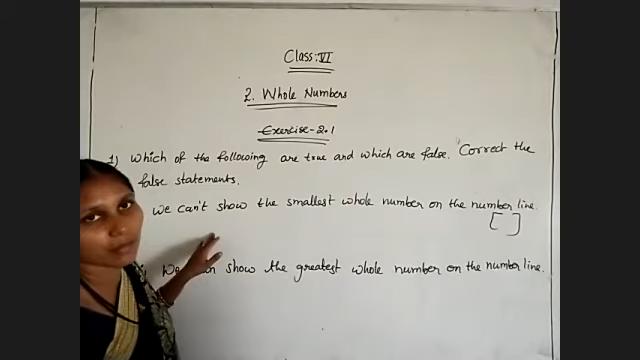 Class: VI
2. Whole Numbers
Exercise-2.1
1) Which of the following are true and which are false. Correct the
false statements.
We can't show the smallest whole number on the number line.
[ ]
We show the greatest whole number on the number line.